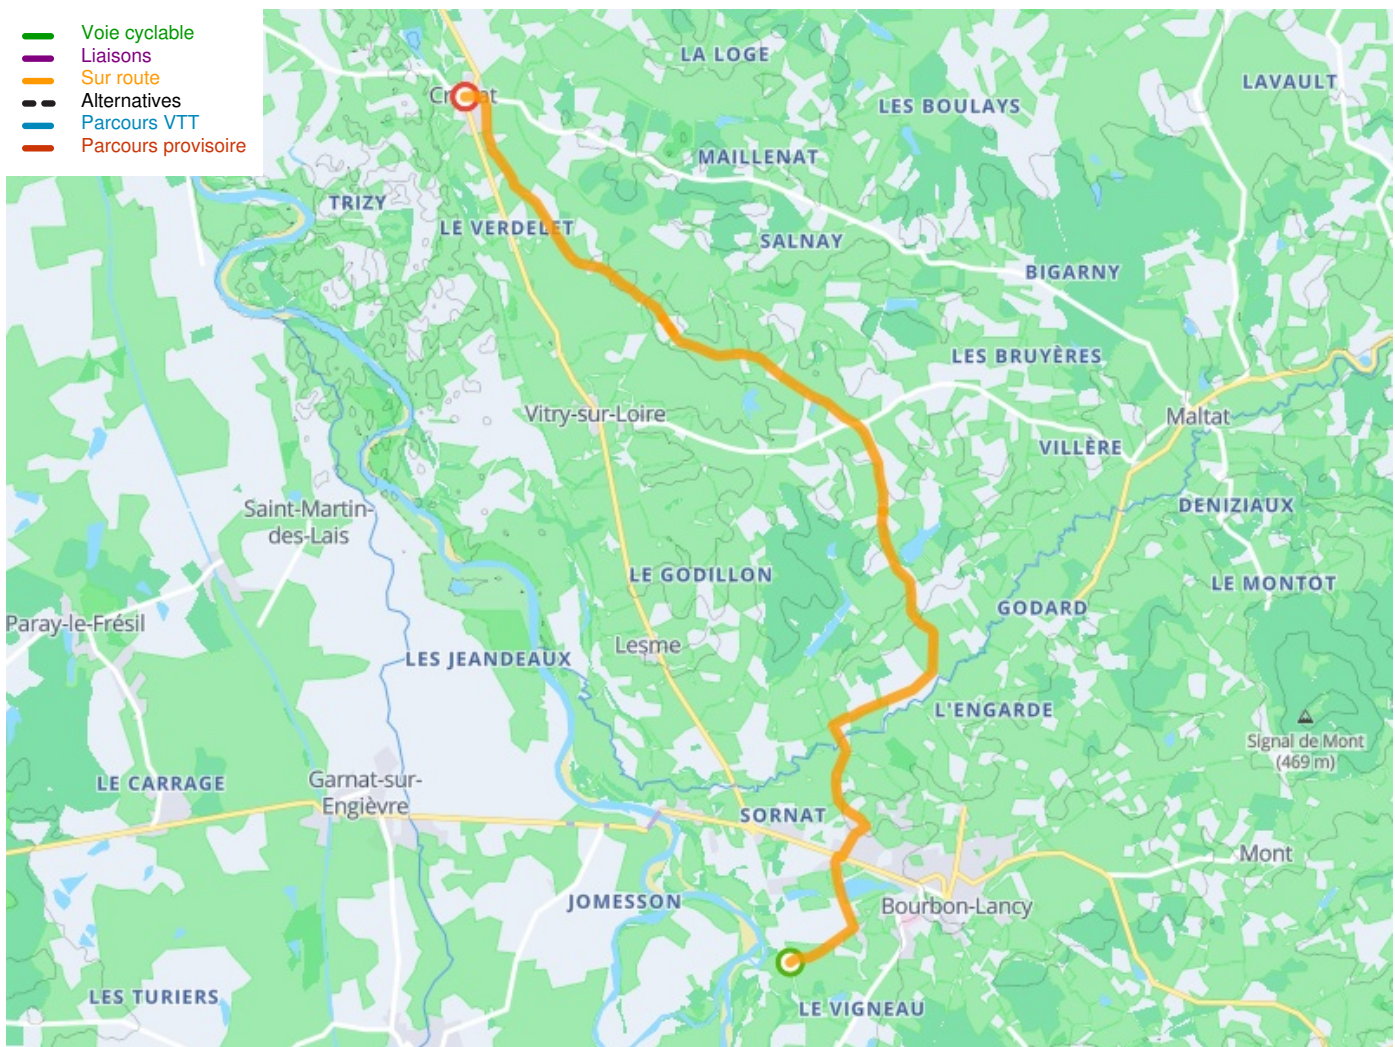 Voie cyclable
Liaisons
Sur route
Alternatives
Parcours VTT
Parcours provisoire
LA LOGE
LAVAULT
LES BOULAYS
MAILLENAT
TRIZY
LE VERDELET
SALNAY
BIGARNY
LES BRUYÈRES
Vitry-sur-Loire
Maltat
VILLÈRE
Saint-Martin-
des-Lais
DENIZIAUX
LE GODILLON
LE MONTOT
GODARD
Paray-le-Frésil
Lesme
LES JEANDEAUX
L'ENGARDE
Signal de Mont
(469 m)
LE CARRAGE
Garnat-sur-
Engièvre
SORNAT
Mont
JOMESSON
Bourbon-Lancy
LES TURIERS
LE VIGNEAU